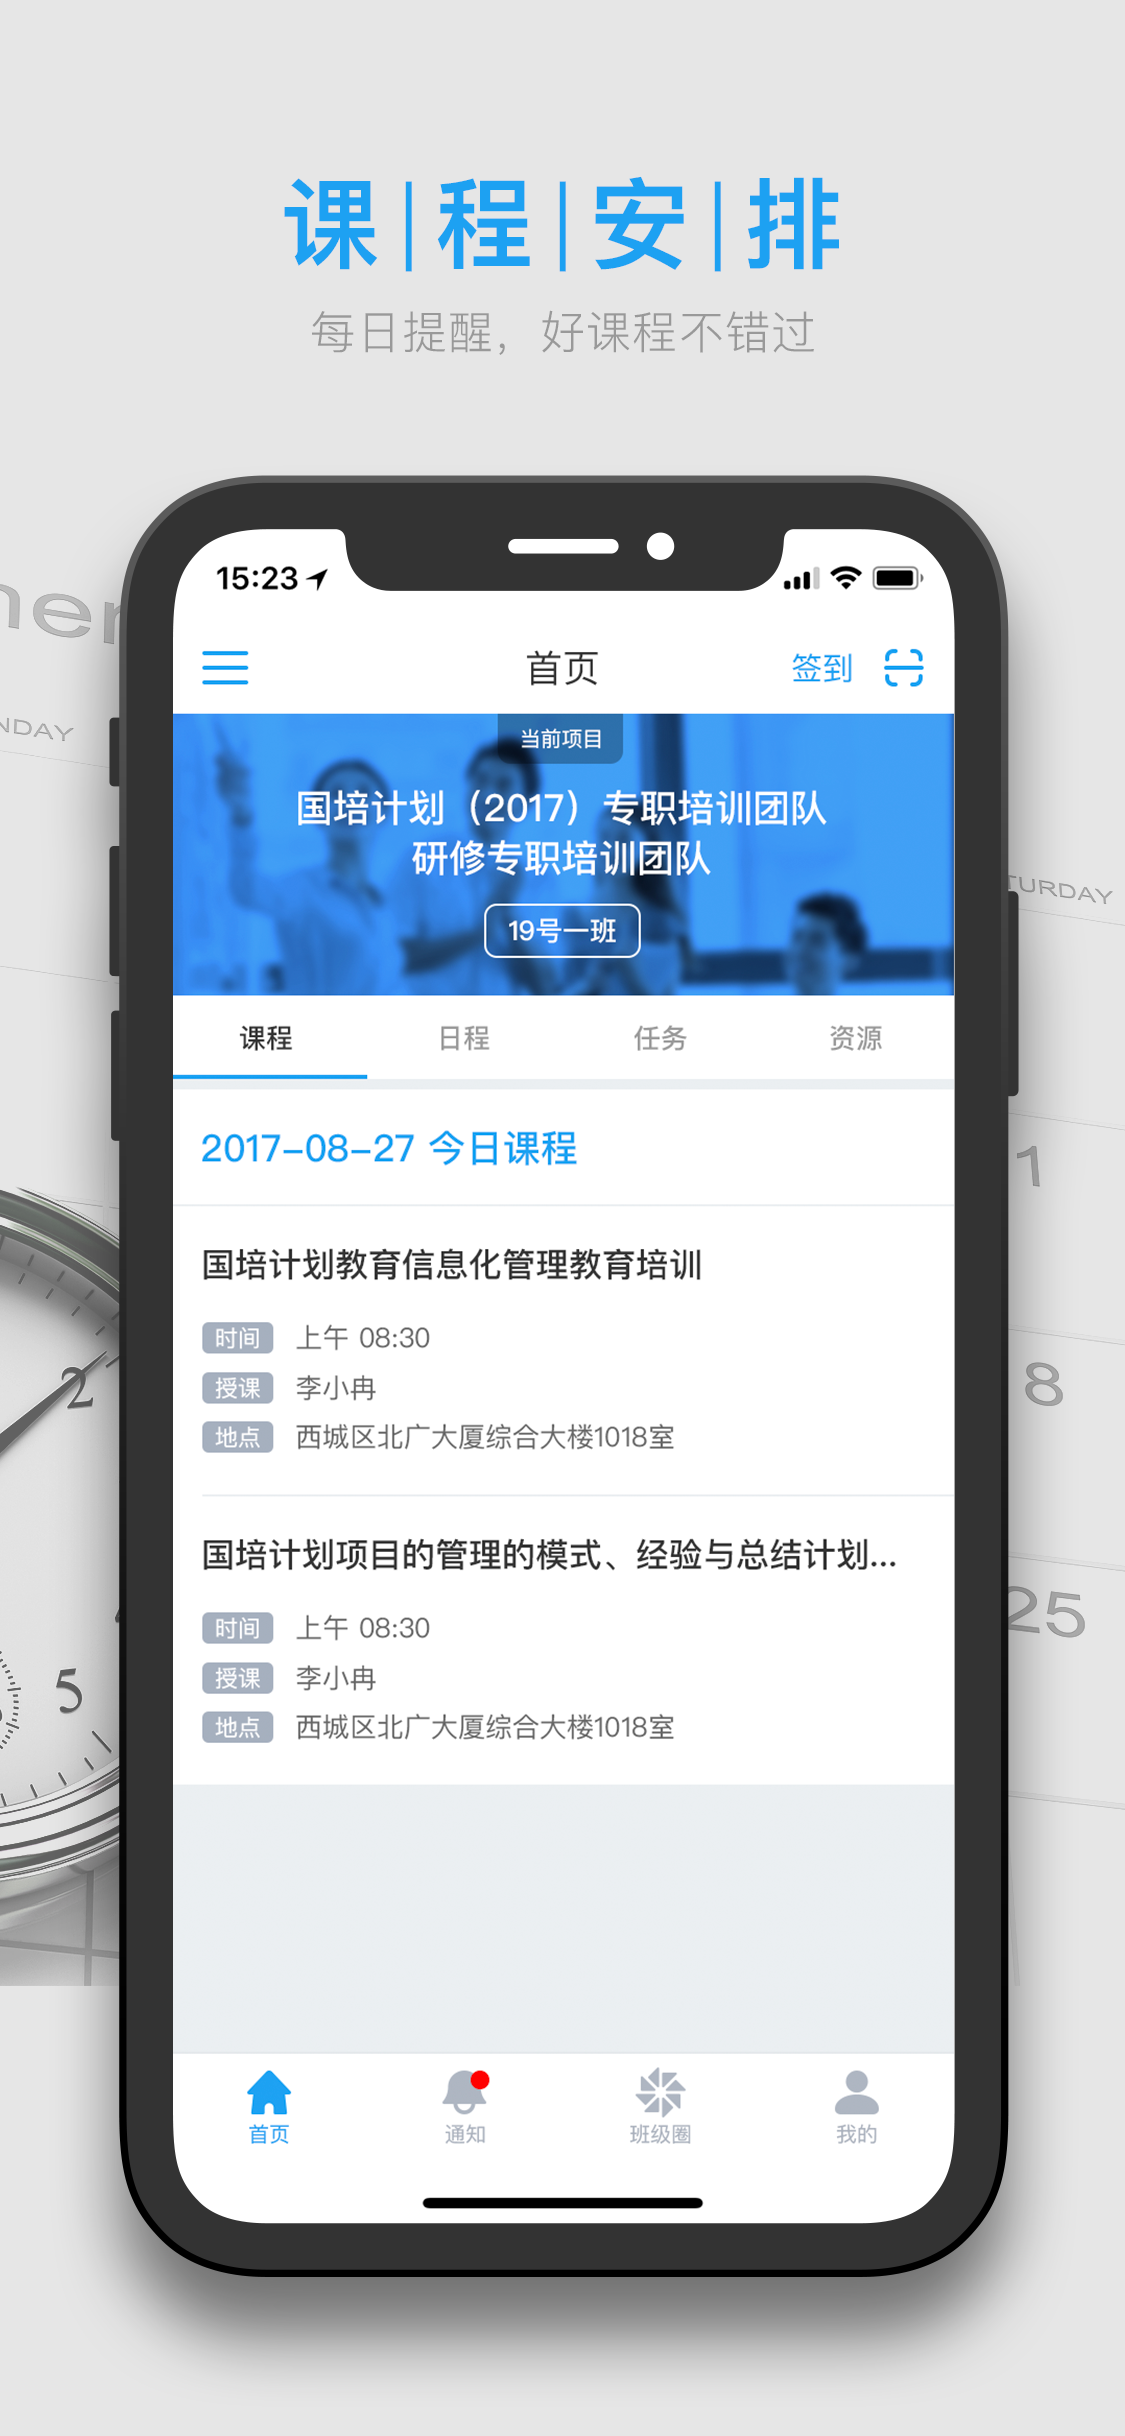 课|程|安|排
每日提醒，好课程不错过
NDAY
TURDAY
1
8
25
2
5
15:23
首页
签到
当前项目
国培计划（2017）专职培训团队
研修专职培训团队
19号一班
课程 日程 任务 资源
2017-08-27 今日课程
国培计划教育信息化管理教育培训
时间 上午 08:30
授课 李小冉
地点 西城区北广大厦综合大楼1018室
国培计划项目的管理的模式、经验与总结计划...
时间 上午 08:30
授课 李小冉
地点 西城区北广大厦综合大楼1018室
首页 通知 班级圈 我的